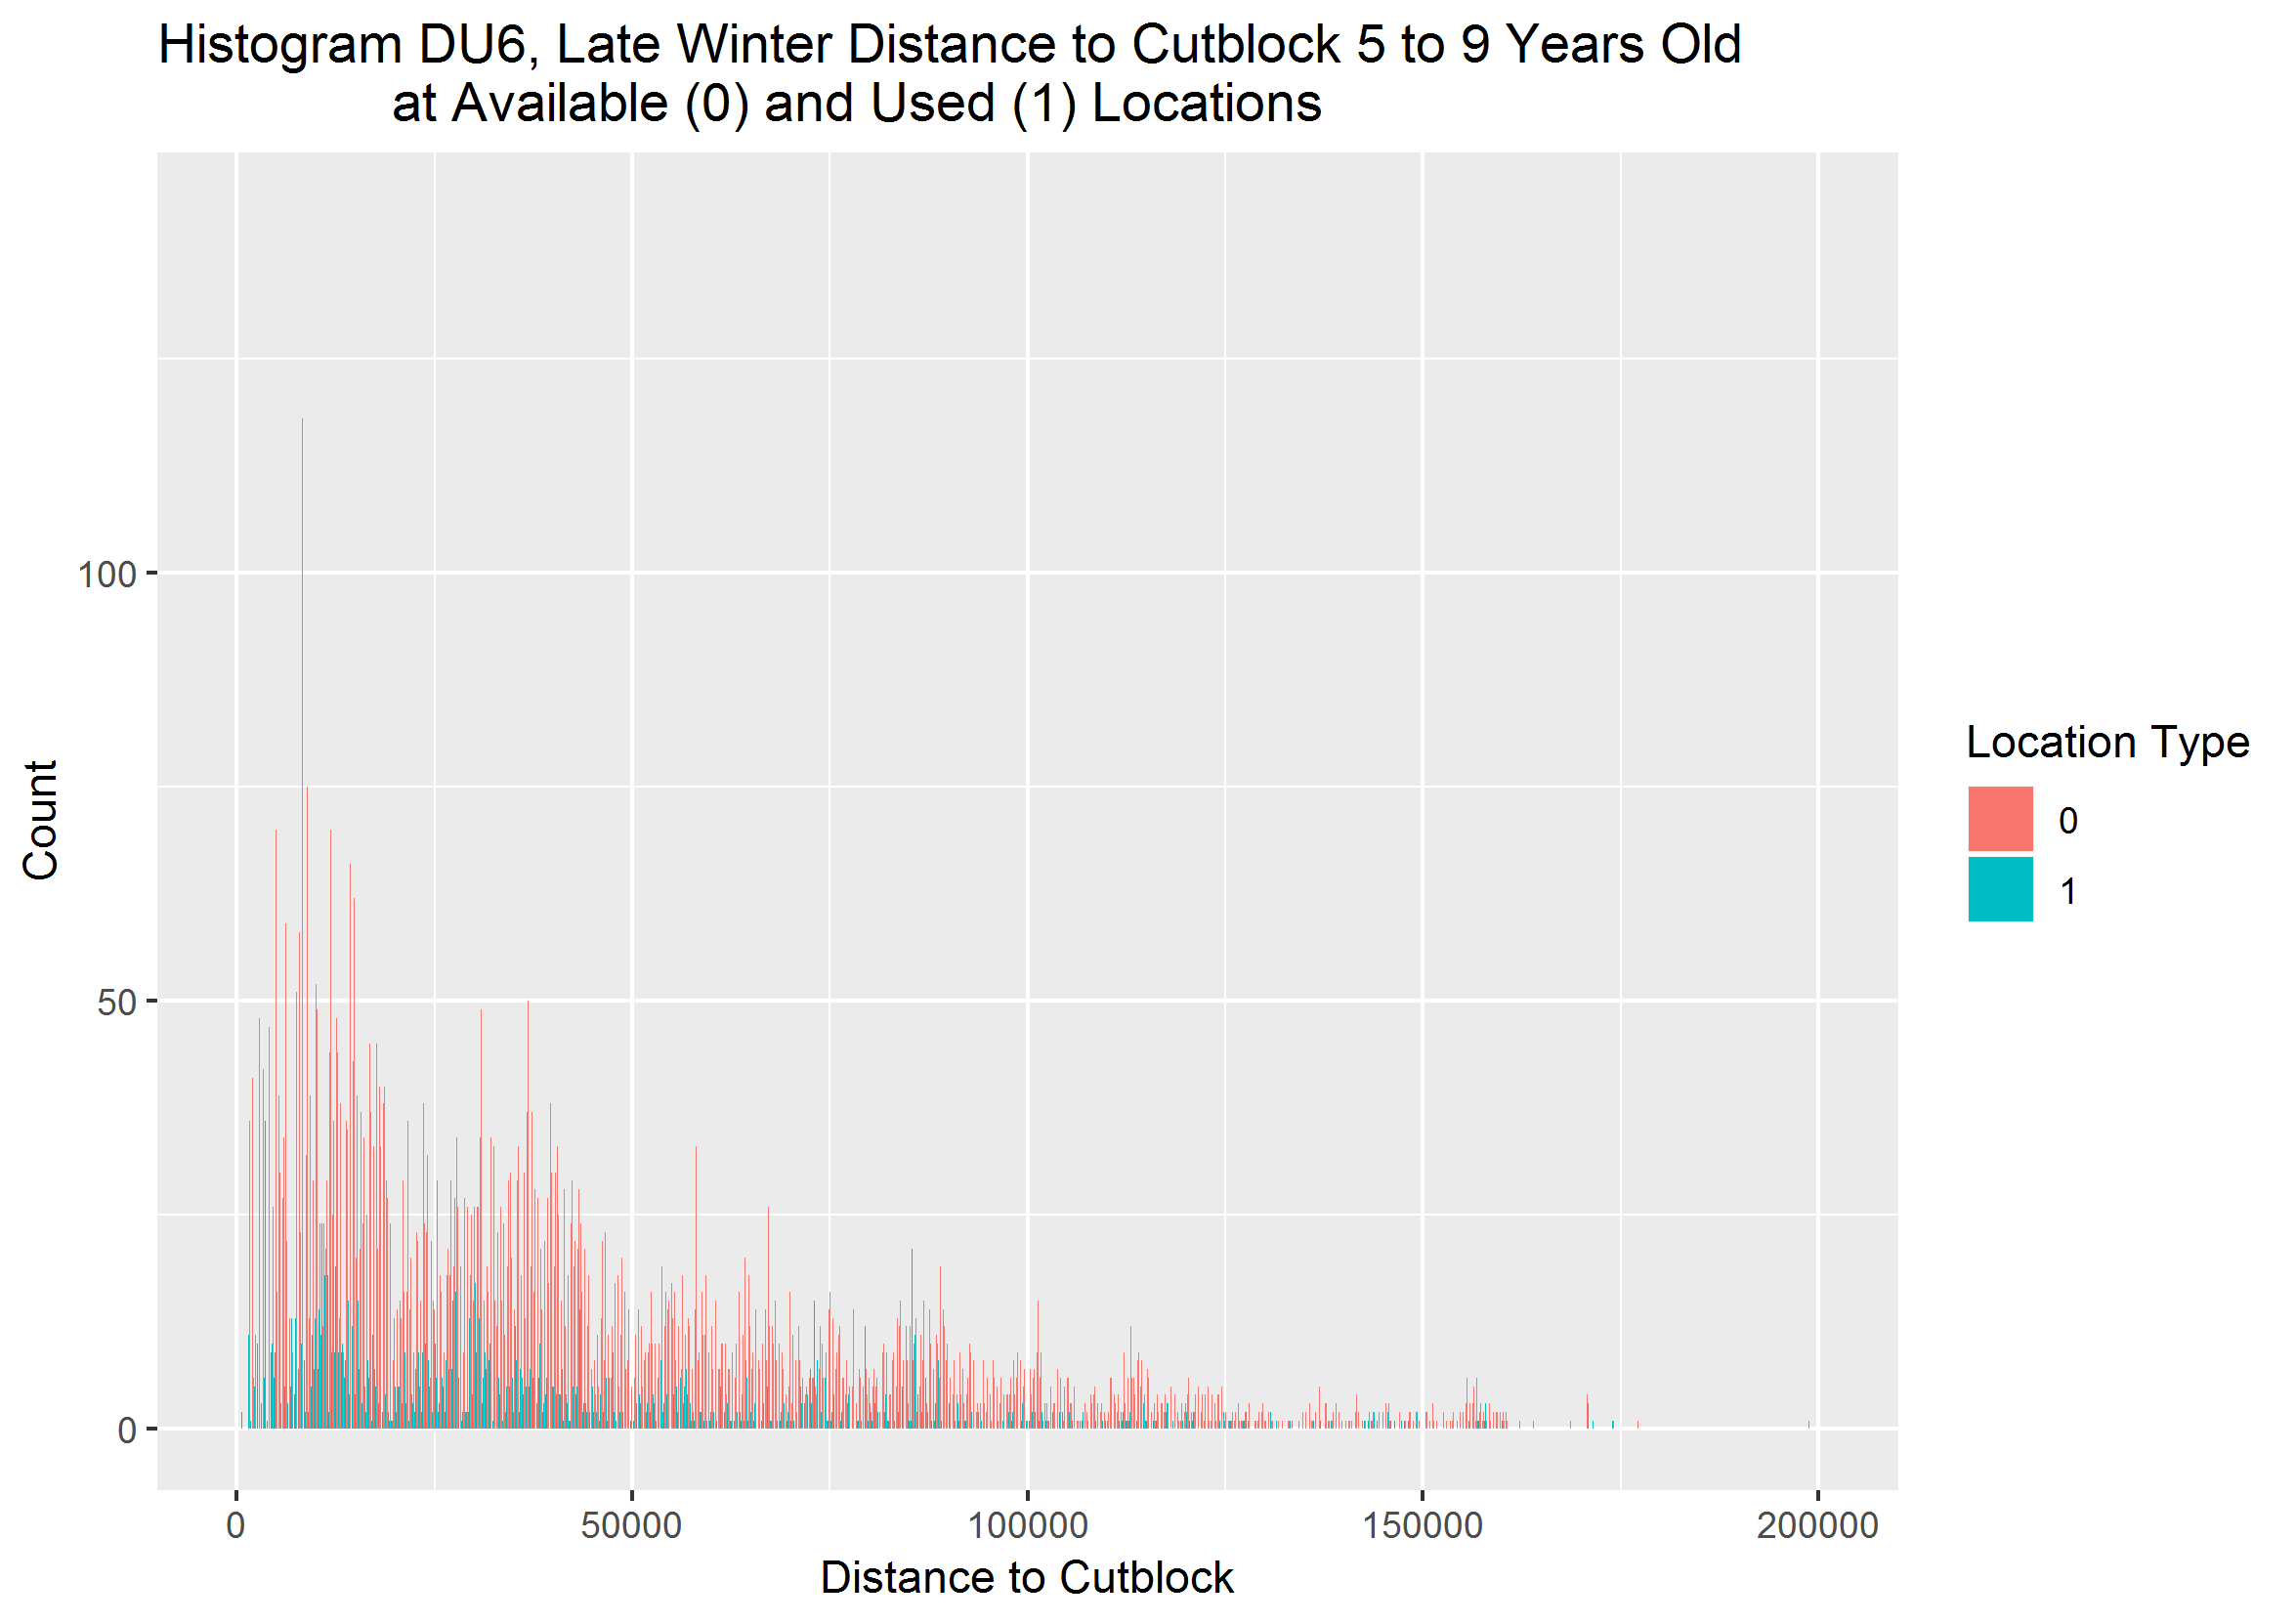 Histogram DU6, Late Winter Distance to Cutblock 5 to 9 Years Old
at Available (0) and Used (1) Locations
100
50
0
Count
0
50000
100000
150000
200000
Distance to Cutblock
Location Type
0
1